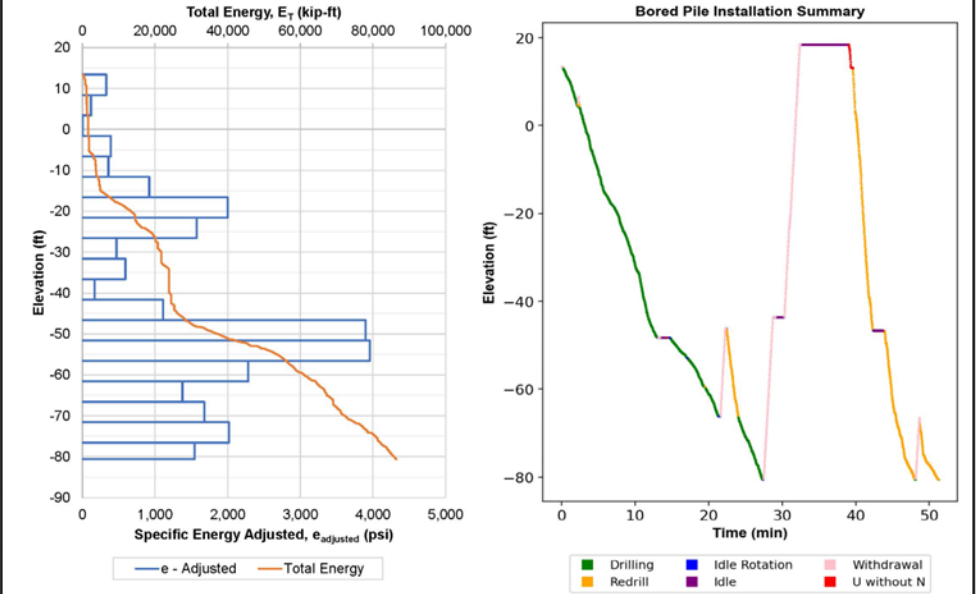 Total Energy, ET (kip-ft)
0 20,000 40,000 60,000 80,000 100,000
20
10
0
-10
-20
-30
-40
-50
-60
-70
-80
-90
Elevation (ft)
0 1,000 2,000 3,000 4,000 5,000
Specific Energy Adjusted, eadjusted (psi)
e - Adjusted Total Energy
Bored Pile Installation Summary
20
0
−20
−40
−60
−80
Elevation (ft)
0 10 20 30 40 50
Time (min)
Drilling Idle Rotation Withdrawal
Redrill Idle U without N